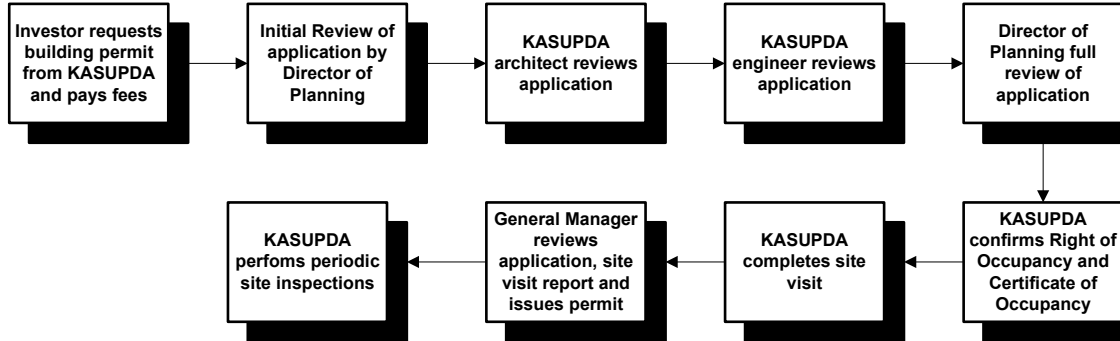 Investor requests
building permit
from KASUPDA
and pays fees
Initial Review of
application by
Director of
Planning
KASUPDA
architect reviews
application
KASUPDA
engineer reviews
application
Director of
Planning full
review of
application
KASUPDA
confirms Right of
Occupancy and
Certificate of
Occupancy
KASUPDA
completes site
visit
General Manager
reviews
application, site
visit report and
issues permit
KASUPDA
perfoms periodic
site inspections